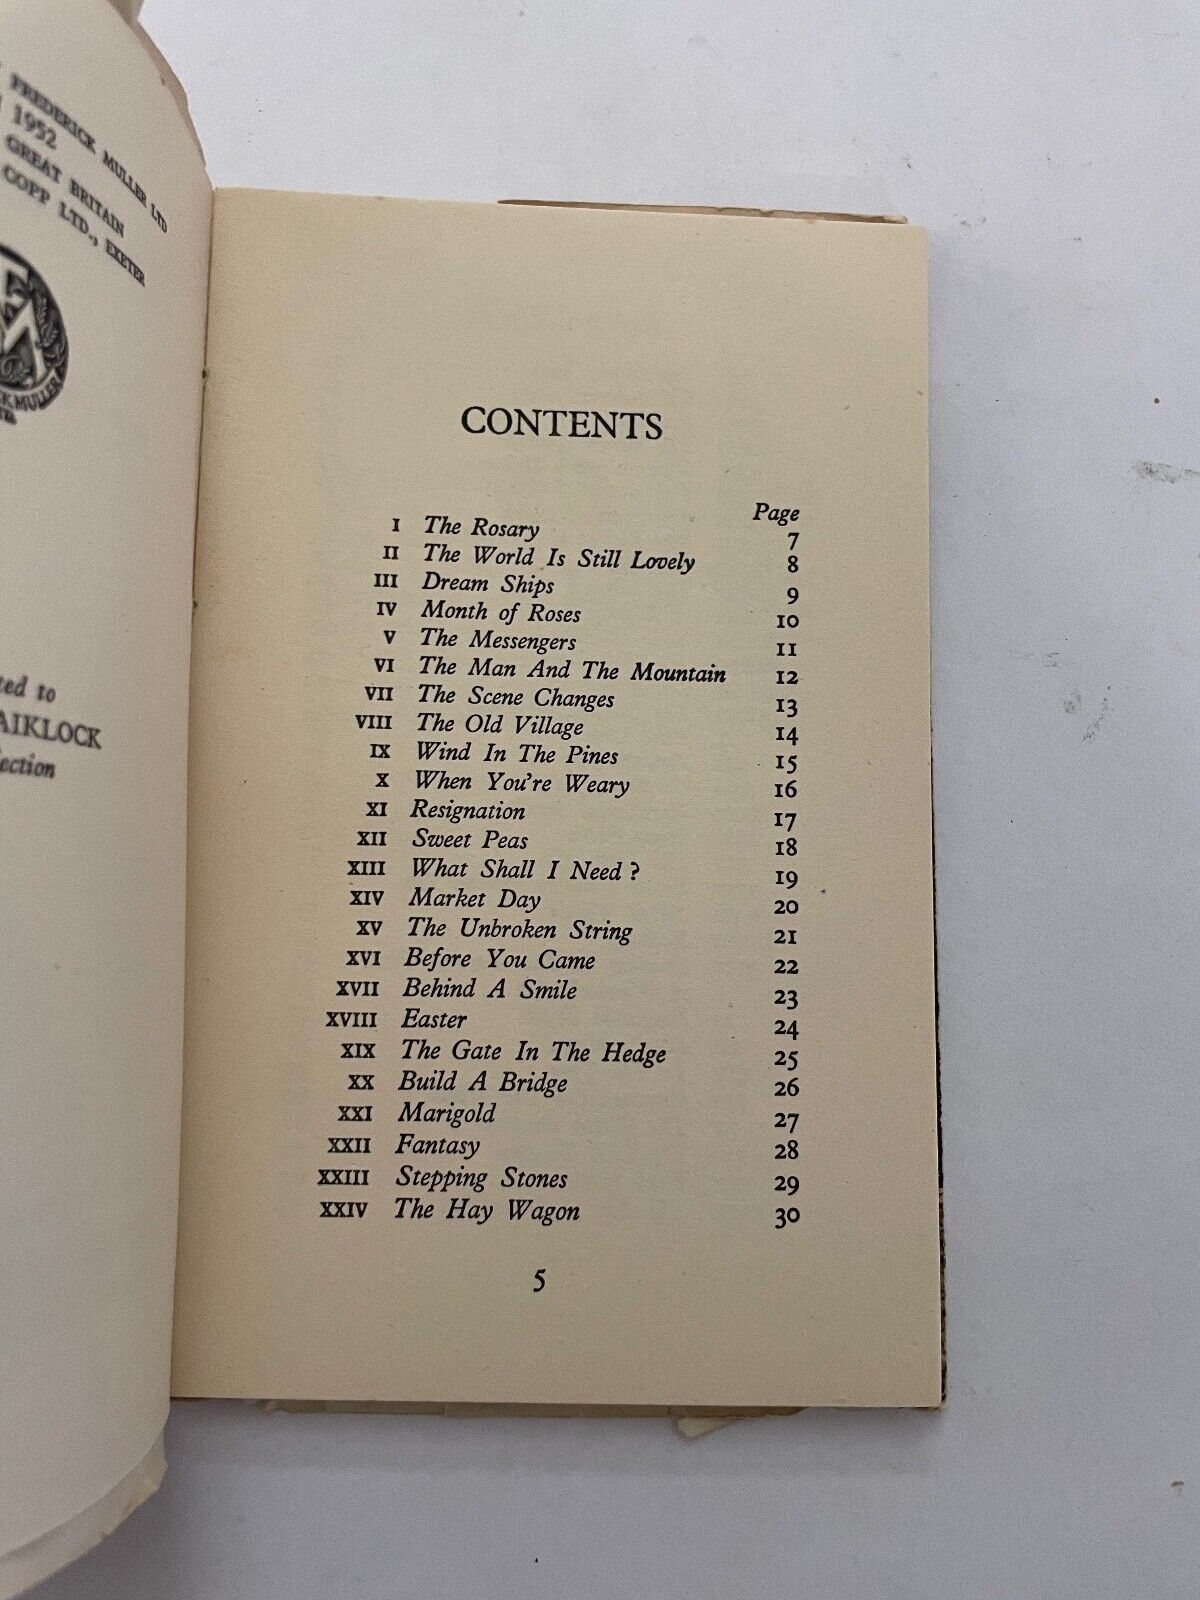 FREDERICK MULLER LTD
1952
GREAT BRITAIN
COPP LTD., EXETER
MULLER
LTD.
to
CONTENTS
Page
I The Rosary 7
II The World Is Still Lovely 8
III Dream Ships 9
IV Month of Roses 10
V The Messengers 11
VI The Man And The Mountain 12
VII The Scene Changes 13
VIII The Old Village 14
IX Wind In The Pines 15
X When You're Weary 16
XI Resignation 17
XII Sweet Peas 18
XIII What Shall I Need? 19
XIV Market Day 20
XV The Unbroken String 21
XVI Before You Came 22
XVII Behind A Smile 23
XVIII Easter 24
XIX The Gate In The Hedge 25
XX Build A Bridge 26
XXI Marigold 27
XXII Fantasy 28
XXIII Stepping Stones 29
XXIV The Hay Wagon 30
5